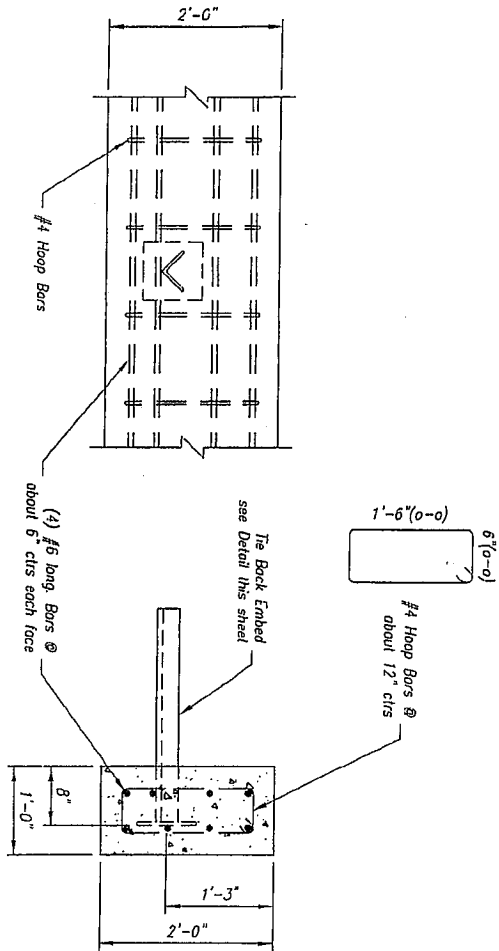 2'-0"
#4 Hoop Bars
1'-6"(o-o)
6"(o-o)
#4 Hoop Bars @
about 12" ctrs
Tie Back Embed
see Detail this sheet
(4) #6 long. Bars @
about 6" ctrs each face
8"
1'-0"
1'-3"
2'-0"